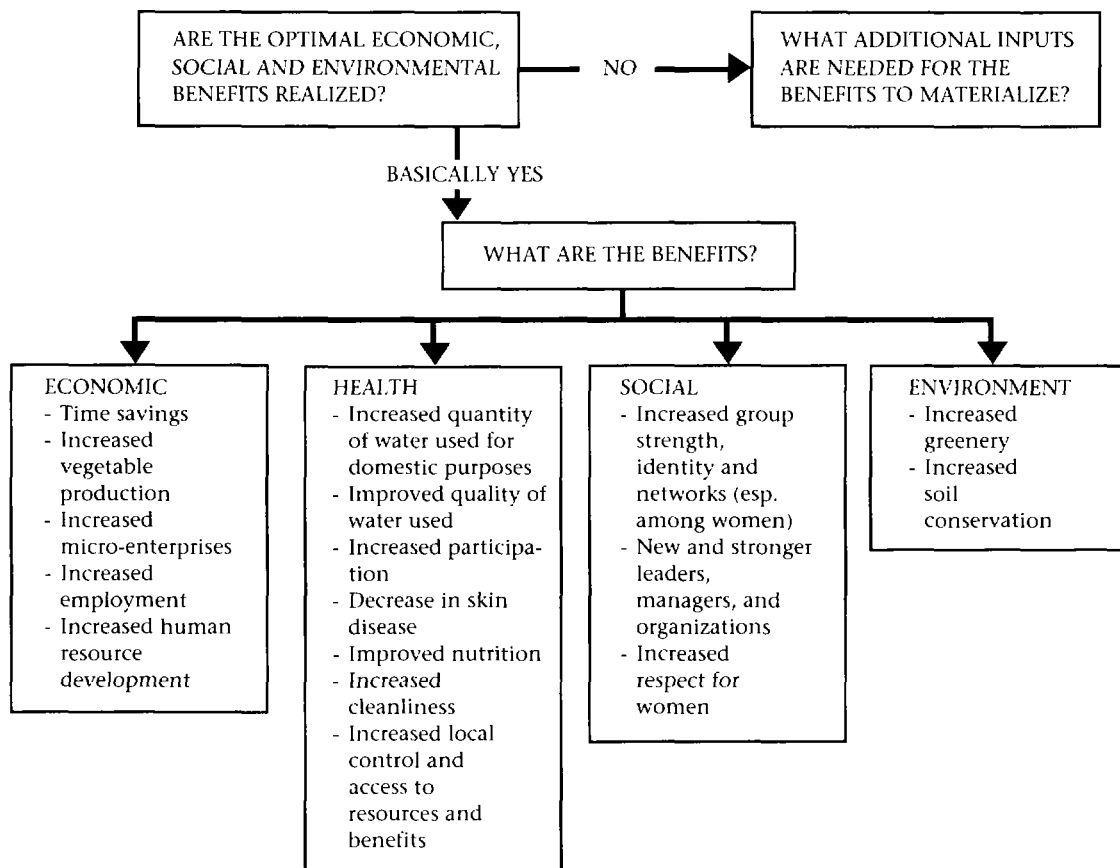 ARE THE OPTIMAL ECONOMIC,
SOCIAL AND ENVIRONMENTAL
BENEFITS REALIZED?
NO
WHAT ADDITIONAL INPUTS
ARE NEEDED FOR THE
BENEFITS TO MATERIALIZE?
BASICALLY YES
WHAT ARE THE BENEFITS?
ECONOMIC
- Time savings
- Increased
vegetable
production
- Increased
micro-enterprises
- Increased
employment
- Increased human
resource
development
HEALTH
- Increased quantity
of water used for
domestic purposes
- Improved quality of
water used
- Increased participa-
tion
- Decrease in skin
disease
- Improved nutrition
- Increased
cleanliness
- Increased local
control and
access to
resources and
benefits
SOCIAL
- Increased group
strength,
identity and
networks (esp.
among women)
- New and stronger
leaders,
managers, and
organizations
- Increased
respect for
women
ENVIRONMENT
- Increased
greenery
- Increased
soil
conservation